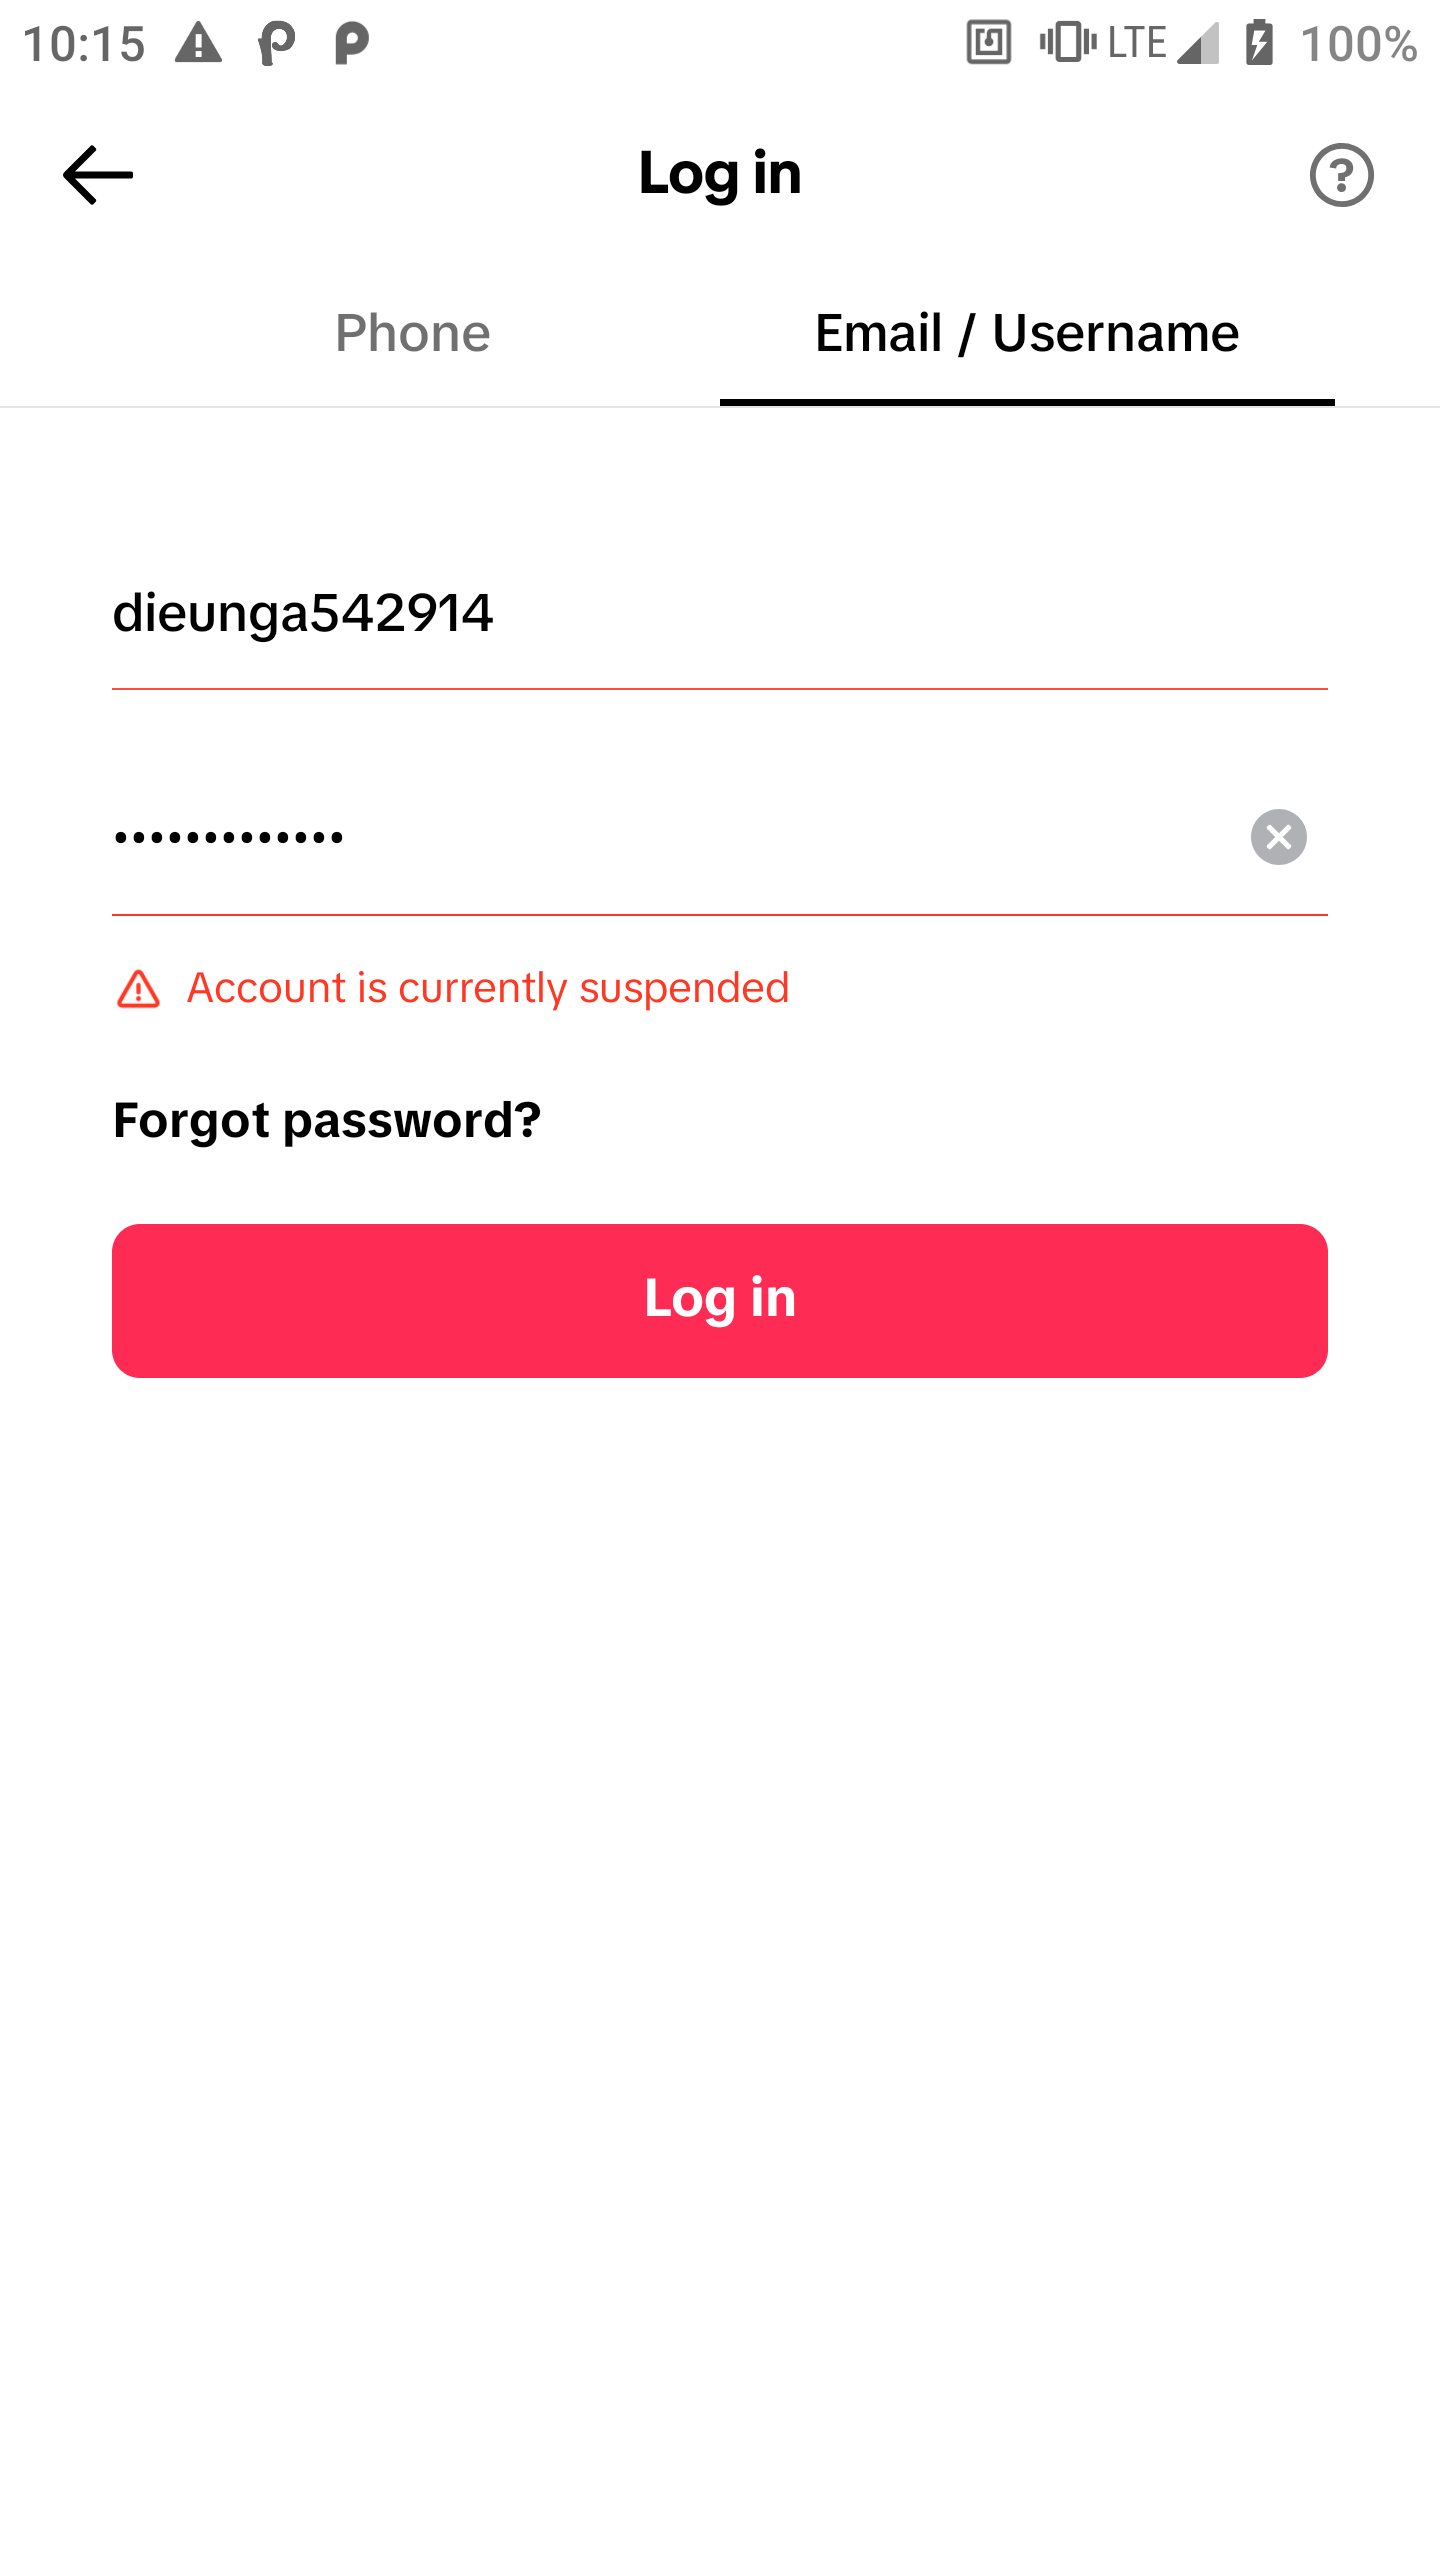 10:15 LTE 100%
Log in
Phone Email / Username
dieunga542914
•••••••••••••
Account is currently suspended
Forgot password?
Log in